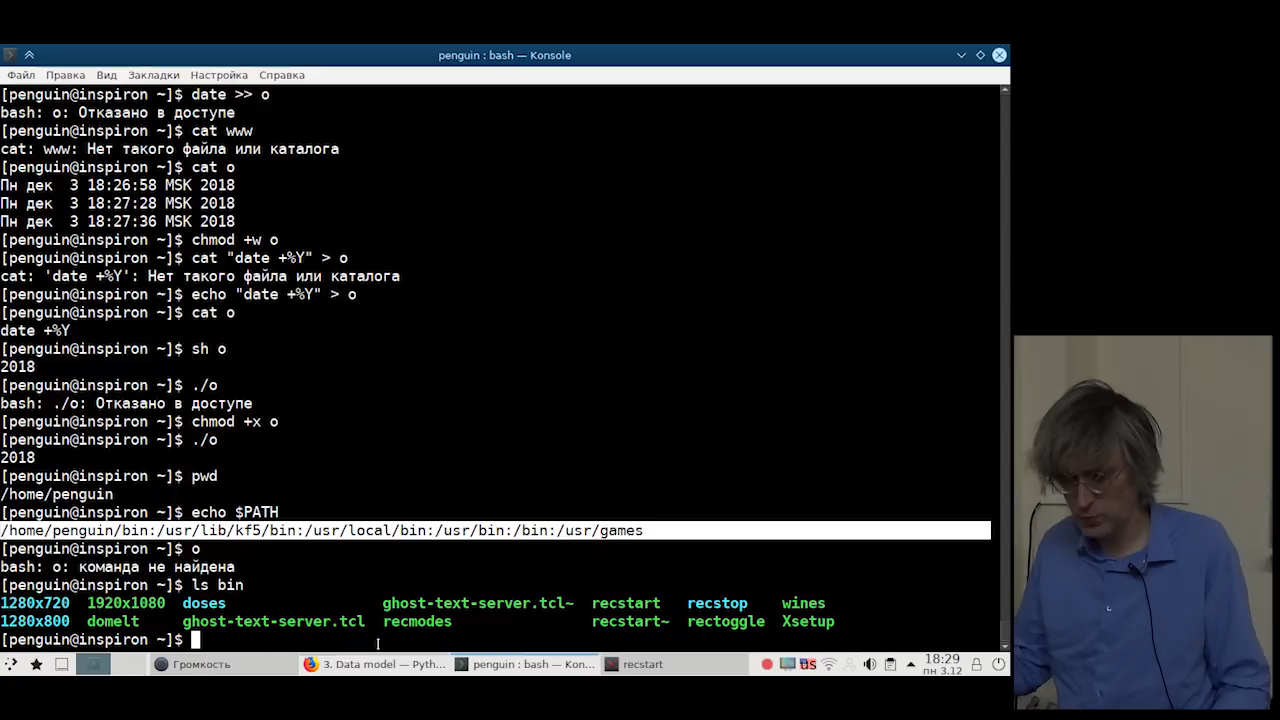 penguin : bash — Konsole
Файл Правка Вид Закладки Настройка Справка
[penguin@inspiron ~]$ date >> o
bash: o: Отказано в доступе
[penguin@inspiron ~]$ cat www
cat: www: Нет такого файла или каталога
[penguin@inspiron ~]$ cat o
Пн дек  3 18:26:58 MSK 2018
Пн дек  3 18:27:28 MSK 2018
Пн дек  3 18:27:36 MSK 2018
[penguin@inspiron ~]$ chmod +w o
[penguin@inspiron ~]$ cat "date +%Y" > o
cat: 'date +%Y': Нет такого файла или каталога
[penguin@inspiron ~]$ echo "date +%Y" > o
[penguin@inspiron ~]$ cat o
date +%Y
[penguin@inspiron ~]$ sh o
2018
[penguin@inspiron ~]$ ./o
bash: ./o: Отказано в доступе
[penguin@inspiron ~]$ chmod +x o
[penguin@inspiron ~]$ ./o
2018
[penguin@inspiron ~]$ pwd
/home/penguin
[penguin@inspiron ~]$ echo $PATH
/home/penguin/bin:/usr/lib/kf5/bin:/usr/local/bin:/usr/bin:/bin:/usr/games
[penguin@inspiron ~]$ o
bash: o: команда не найдена
[penguin@inspiron ~]$ ls bin
1280x720 1920x1080 doses ghost-text-server.tcl~ recstart recstop wines
1280x800 domelt ghost-text-server.tcl recmodes recstart~ rectoggle Xsetup
[penguin@inspiron ~]$
Громкость 3. Data model — Pyth... penguin : bash — Kon... recstart US 18:29
пн 3.12